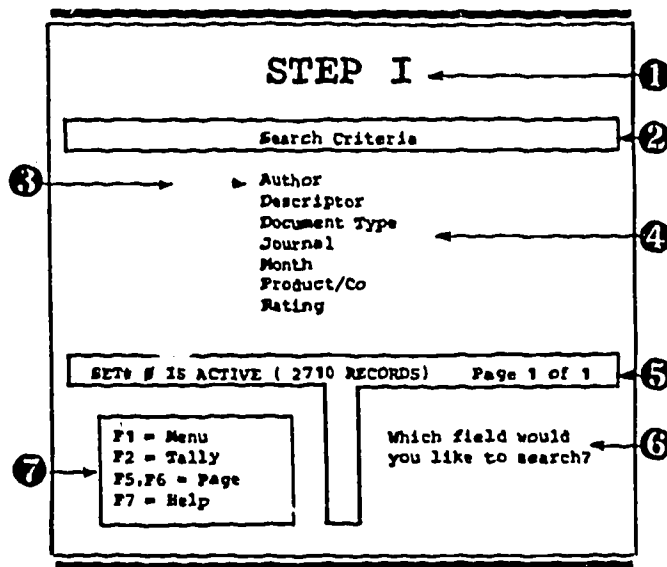 STEP I
1
Search Criteria
2
3
Author
Descriptor
Document Type
Journal
Month
Product/Co
Rating
4
SET# 0 IS ACTIVE ( 2710 RECORDS) Page 1 of 1
5
F1 = Menu
F2 = Tally
F5,F6 = Page
F7 = Help
7
Which field would
you like to search?
6